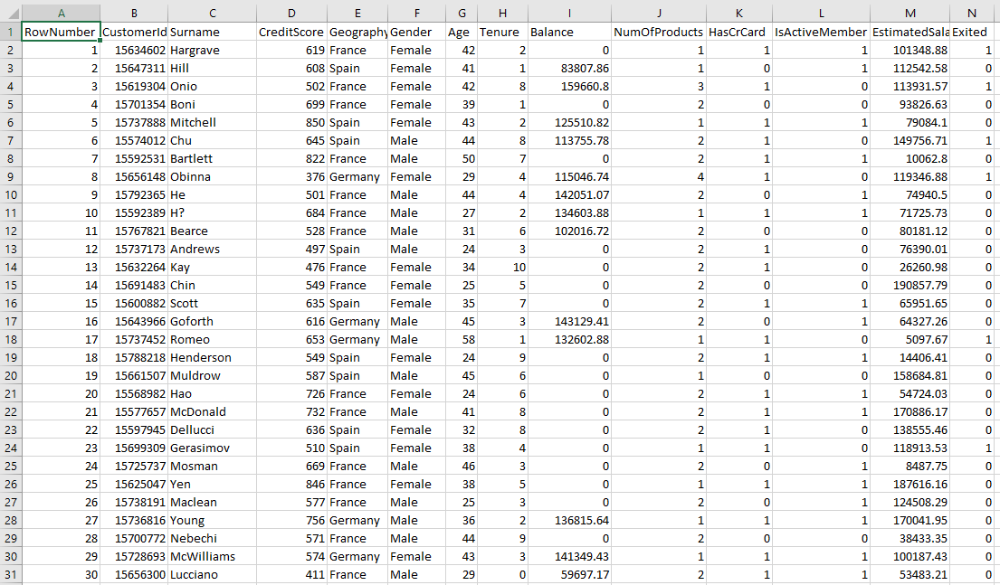 A B C D E F G H I J K L M N
1 RowNumber CustomerId Surname CreditScore Geography Gender Age Tenure Balance NumOfProducts HasCrCard IsActiveMember EstimatedSala Exited
2 1 15634602 Hargrave 619 France Female 42 2 0 1 1 1 101348.88 1
3 2 15647311 Hill 608 Spain Female 41 1 83807.86 1 0 1 112542.58 0
4 3 15619304 Onio 502 France Female 42 8 159660.8 3 1 0 113931.57 1
5 4 15701354 Boni 699 France Female 39 1 0 2 0 0 93826.63 0
6 5 15737888 Mitchell 850 Spain Female 43 2 125510.82 1 1 1 79084.1 0
7 6 15574012 Chu 645 Spain Male 44 8 113755.78 2 1 0 149756.71 1
8 7 15592531 Bartlett 822 France Male 50 7 0 2 1 1 10062.8 0
9 8 15656148 Obinna 376 Germany Female 29 4 115046.74 4 1 0 119346.88 1
10 9 15792365 He 501 France Male 44 4 142051.07 2 0 1 74940.5 0
11 10 15592389 H? 684 France Male 27 2 134603.88 1 1 1 71725.73 0
12 11 15767821 Bearce 528 France Male 31 6 102016.72 2 0 0 80181.12 0
13 12 15737173 Andrews 497 Spain Male 24 3 0 2 1 0 76390.01 0
14 13 15632264 Kay 476 France Female 34 10 0 2 1 0 26260.98 0
15 14 15691483 Chin 549 France Female 25 5 0 2 0 0 190857.79 0
16 15 15600882 Scott 635 Spain Female 35 7 0 2 1 1 65951.65 0
17 16 15643966 Goforth 616 Germany Male 45 3 143129.41 2 0 1 64327.26 0
18 17 15737452 Romeo 653 Germany Male 58 1 132602.88 1 1 0 5097.67 1
19 18 15788218 Henderson 549 Spain Female 24 9 0 2 1 1 14406.41 0
20 19 15661507 Muldrow 587 Spain Male 45 6 0 1 0 0 158684.81 0
21 20 15568982 Hao 726 France Female 24 6 0 2 1 1 54724.03 0
22 21 15577657 McDonald 732 France Male 41 8 0 2 1 1 170886.17 0
23 22 15597945 Dellucci 636 Spain Female 32 8 0 2 1 0 138555.46 0
24 23 15699309 Gerasimov 510 Spain Female 38 4 0 1 1 0 118913.53 1
25 24 15725737 Mosman 669 France Male 46 3 0 2 0 1 8487.75 0
26 25 15625047 Yen 846 France Female 38 5 0 1 1 1 187616.16 0
27 26 15738191 Maclean 577 France Male 25 3 0 2 0 1 124508.29 0
28 27 15736816 Young 756 Germany Male 36 2 136815.64 1 1 1 170041.95 0
29 28 15700772 Nebechi 571 France Male 44 9 0 2 0 0 38433.35 0
30 29 15728693 McWilliams 574 Germany Female 43 3 141349.43 1 1 1 100187.43 0
31 30 15656300 Lucciano 411 France Male 29 0 59697.17 2 1 1 53483.21 0